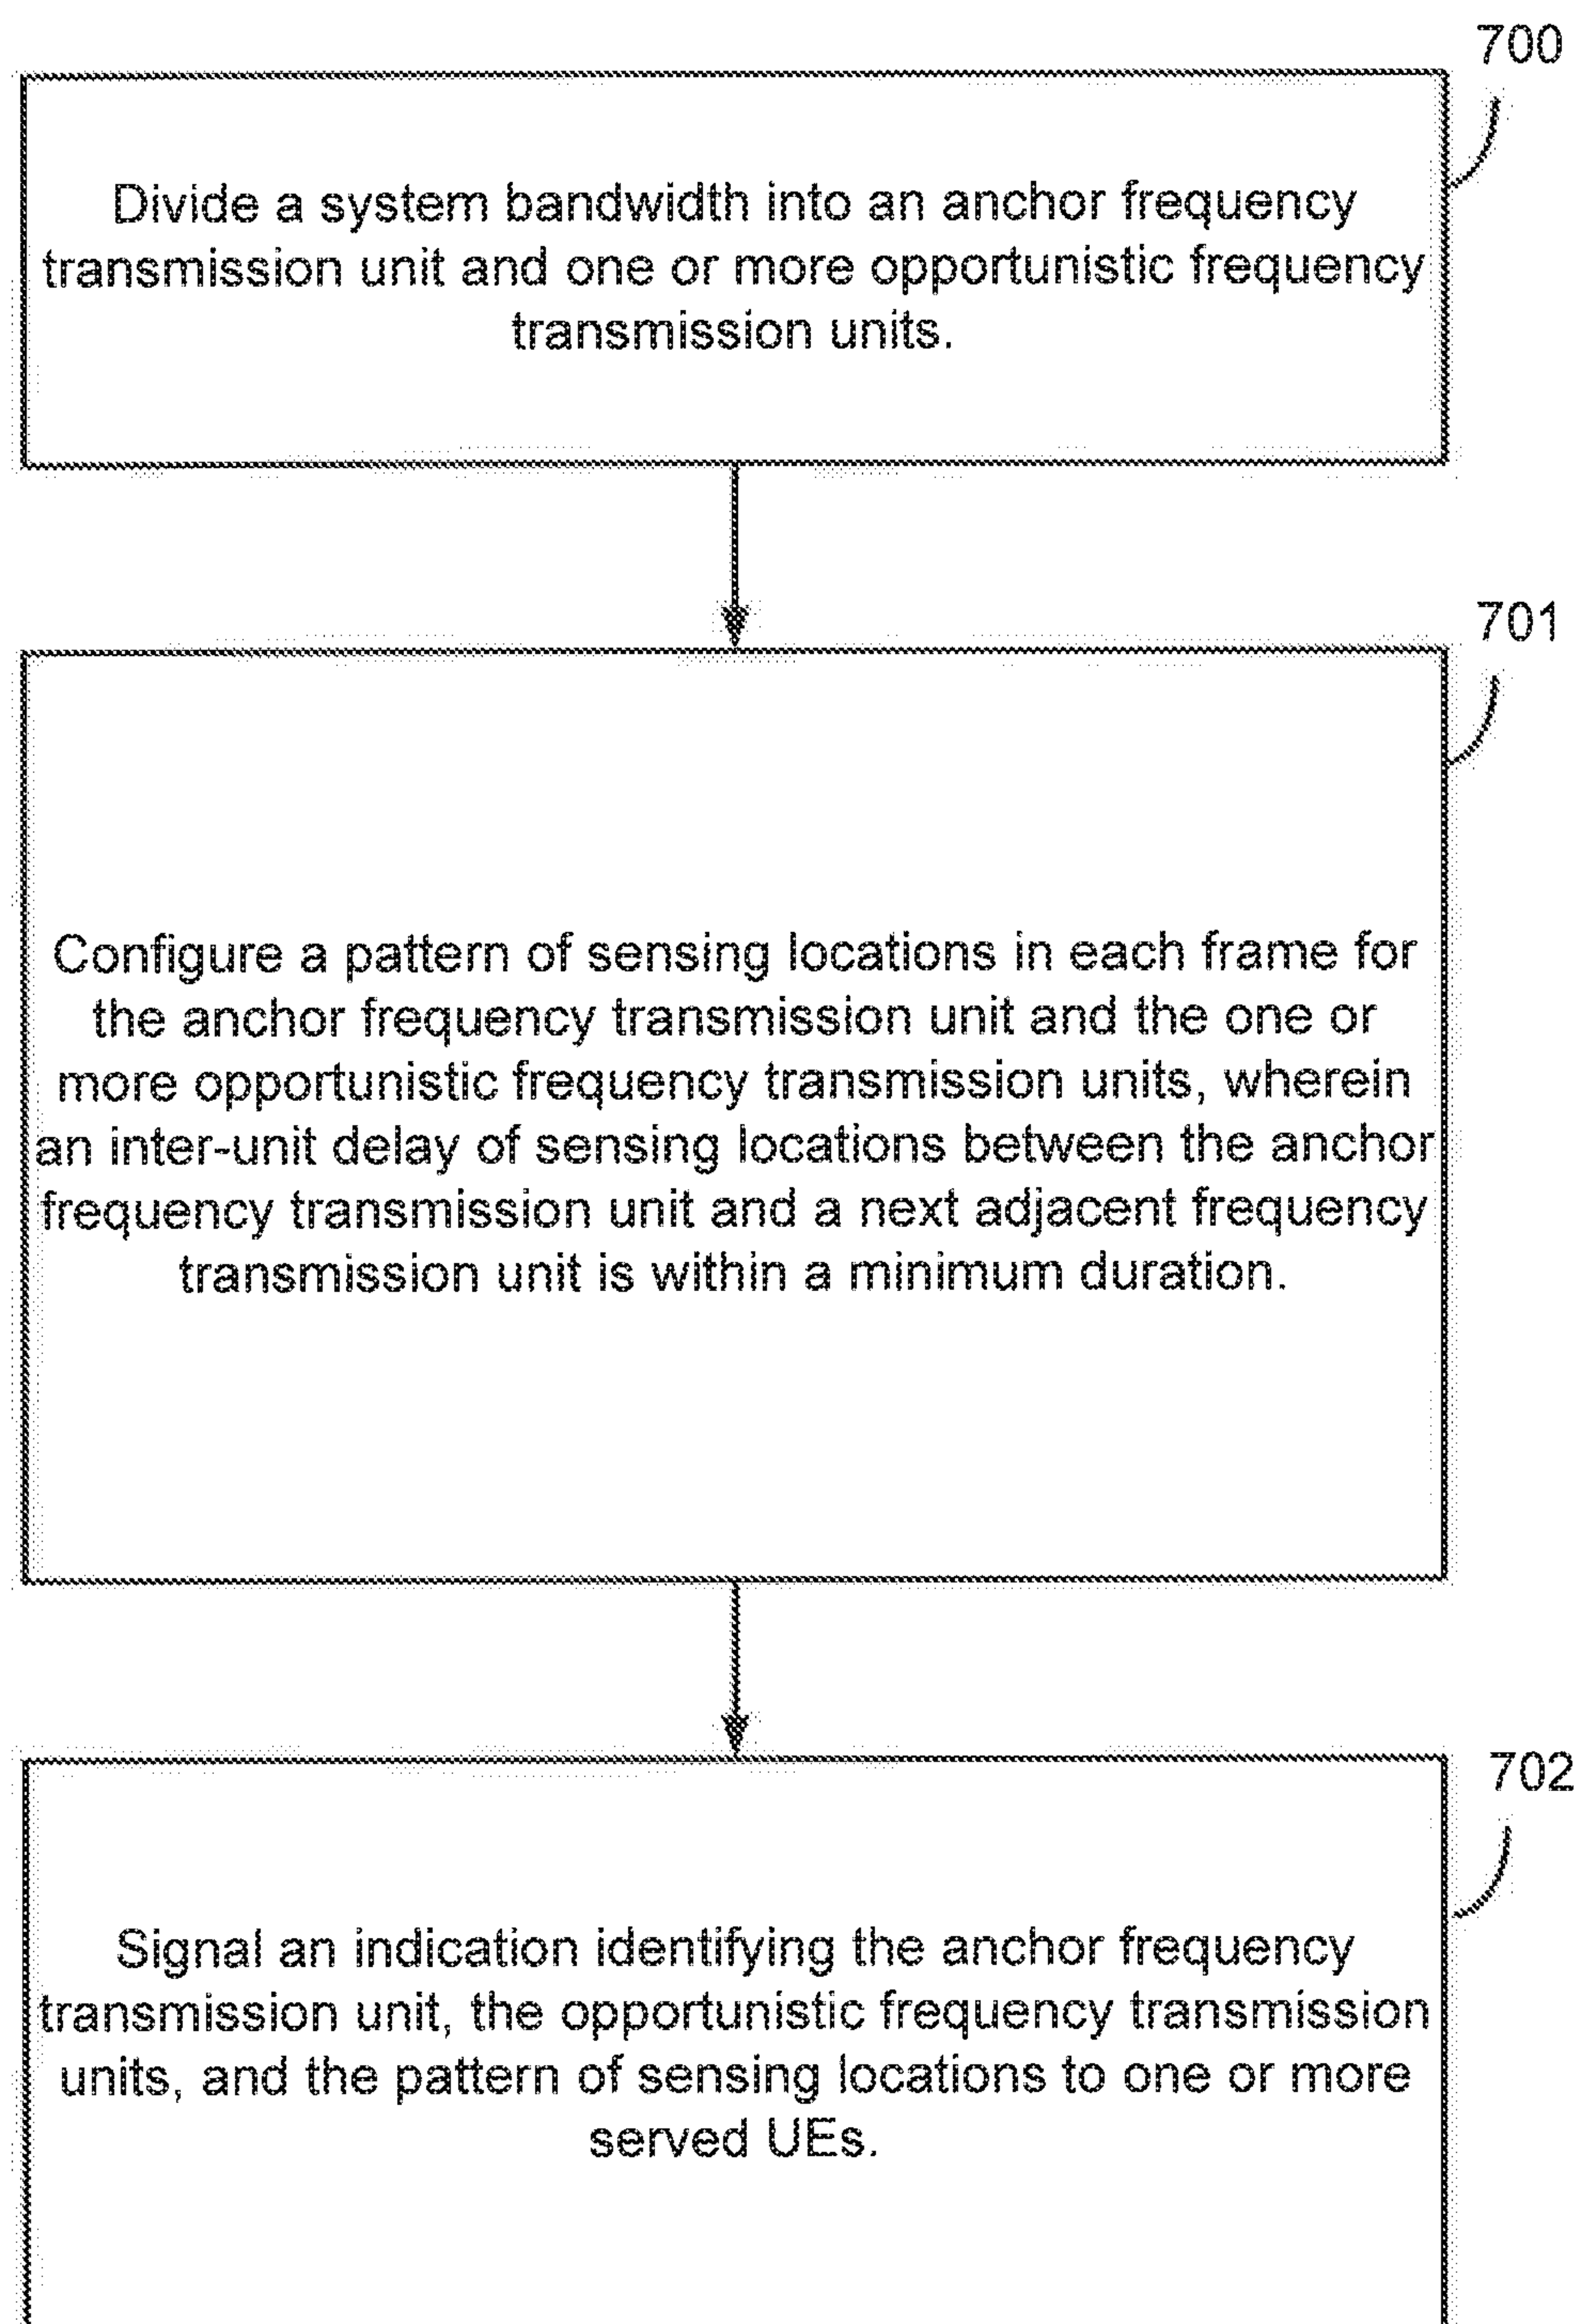 700
Divide a system bandwidth into an anchor frequency
transmission unit and one or more opportunistic frequency
transmission units.
701
Configure a pattern of sensing locations in each frame for
the anchor frequency transmission unit and the one or
more opportunistic frequency transmission units, wherein
an inter-unit delay of sensing locations between the anchor
frequency transmission unit and a next adjacent frequency
transmission unit is within a minimum duration.
702
Signal an indication identifying the anchor frequency
transmission unit, the opportunistic frequency transmission
units, and the pattern of sensing locations to one or more
served UEs.